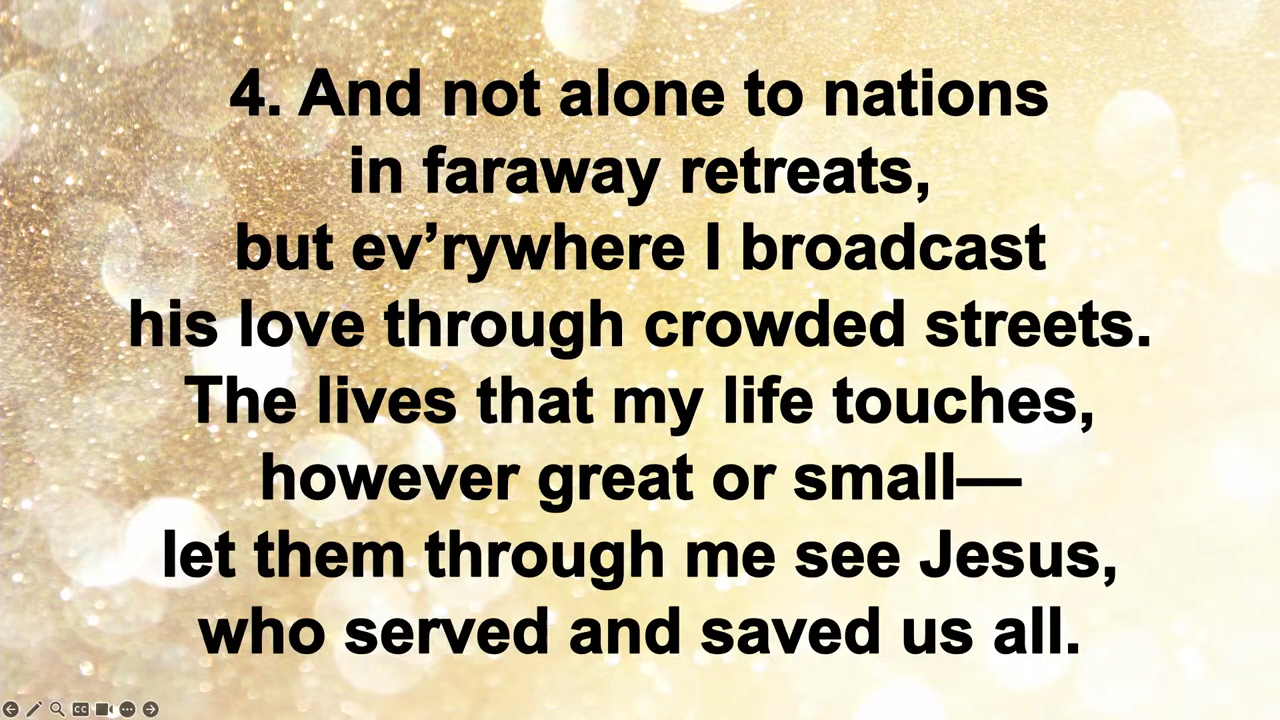 4. And not alone to nations
in faraway retreats,
but ev’rywhere I broadcast
his love through crowded streets.
The lives that my life touches,
however great or small—
let them through me see Jesus,
who served and saved us all.
CC